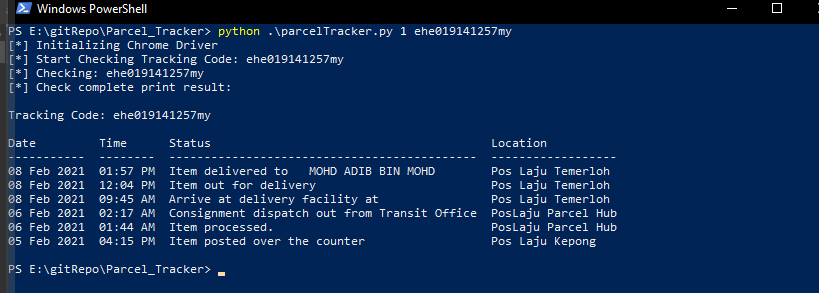 Windows PowerShell
PS E:\gitRepo\Parcel_Tracker> python .\parcelTracker.py 1 ehe019141257my
[*] Initializing Chrome Driver
[*] Start Checking Tracking Code: ehe019141257my
[*] Checking: ehe019141257my
[*] Check complete print result:
Tracking Code: ehe019141257my
Date Time Status Location
----------- -------- -------------------------------------------- ------------------
08 Feb 2021 01:57 PM Item delivered to MOHD ADIB BIN MOHD Pos Laju Temerloh
08 Feb 2021 12:04 PM Item out for delivery Pos Laju Temerloh
08 Feb 2021 09:45 AM Arrive at delivery facility at Pos Laju Temerloh
06 Feb 2021 02:17 AM Consignment dispatch out from Transit Office PosLaju Parcel Hub
06 Feb 2021 01:44 AM Item processed. PosLaju Parcel Hub
05 Feb 2021 04:15 PM Item posted over the counter Pos Laju Kepong
PS E:\gitRepo\Parcel_Tracker>